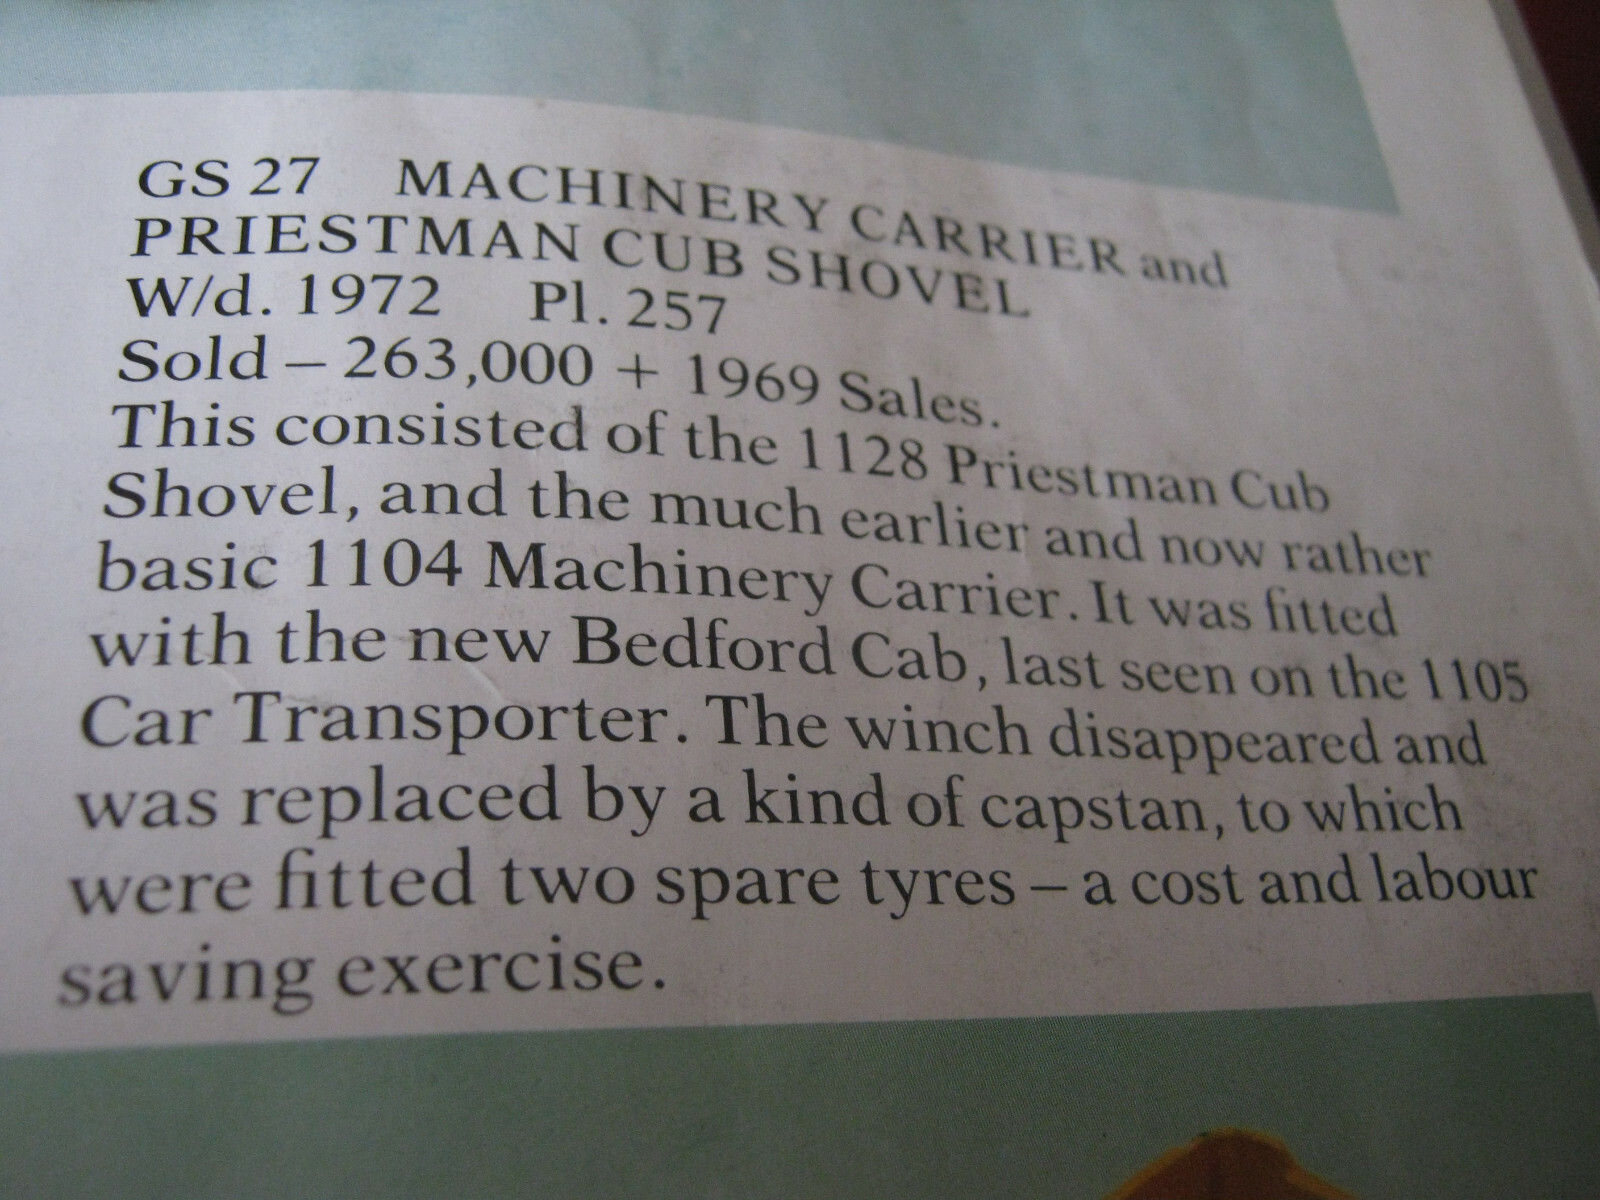 GS 27 MACHINERY CARRIER and
PRIESTMAN CUB SHOVEL
W/d. 1972 Pl. 257
Sold – 263,000 + 1969 Sales.
This consisted of the 1128 Priestman Cub
Shovel, and the much earlier and now rather
basic 1104 Machinery Carrier. It was fitted
with the new Bedford Cab, last seen on the 1105
Car Transporter. The winch disappeared and
was replaced by a kind of capstan, to which
were fitted two spare tyres – a cost and labour
saving exercise.